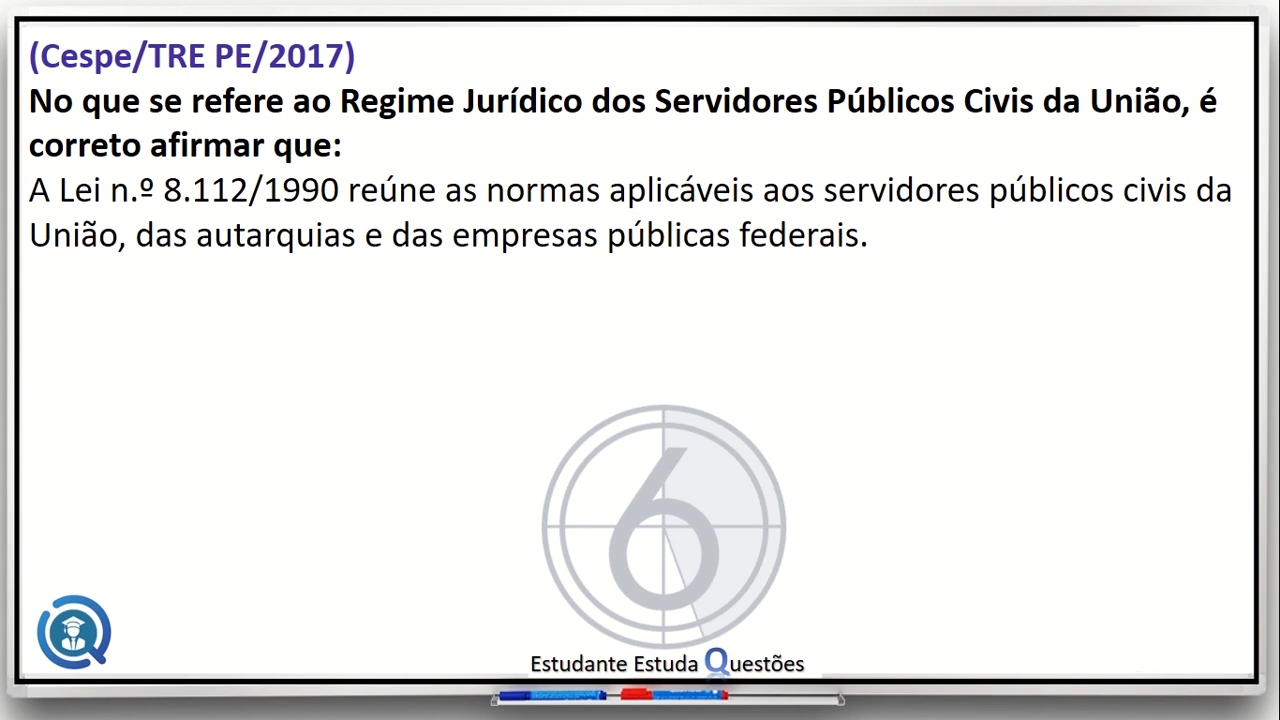 (Cespe/TRE PE/2017)
No que se refere ao Regime Jurídico dos Servidores Públicos Civis da União, é
correto afirmar que:
A Lei n.º 8.112/1990 reúne as normas aplicáveis aos servidores públicos civis da
União, das autarquias e das empresas públicas federais.
6
Estudante Estuda Questões